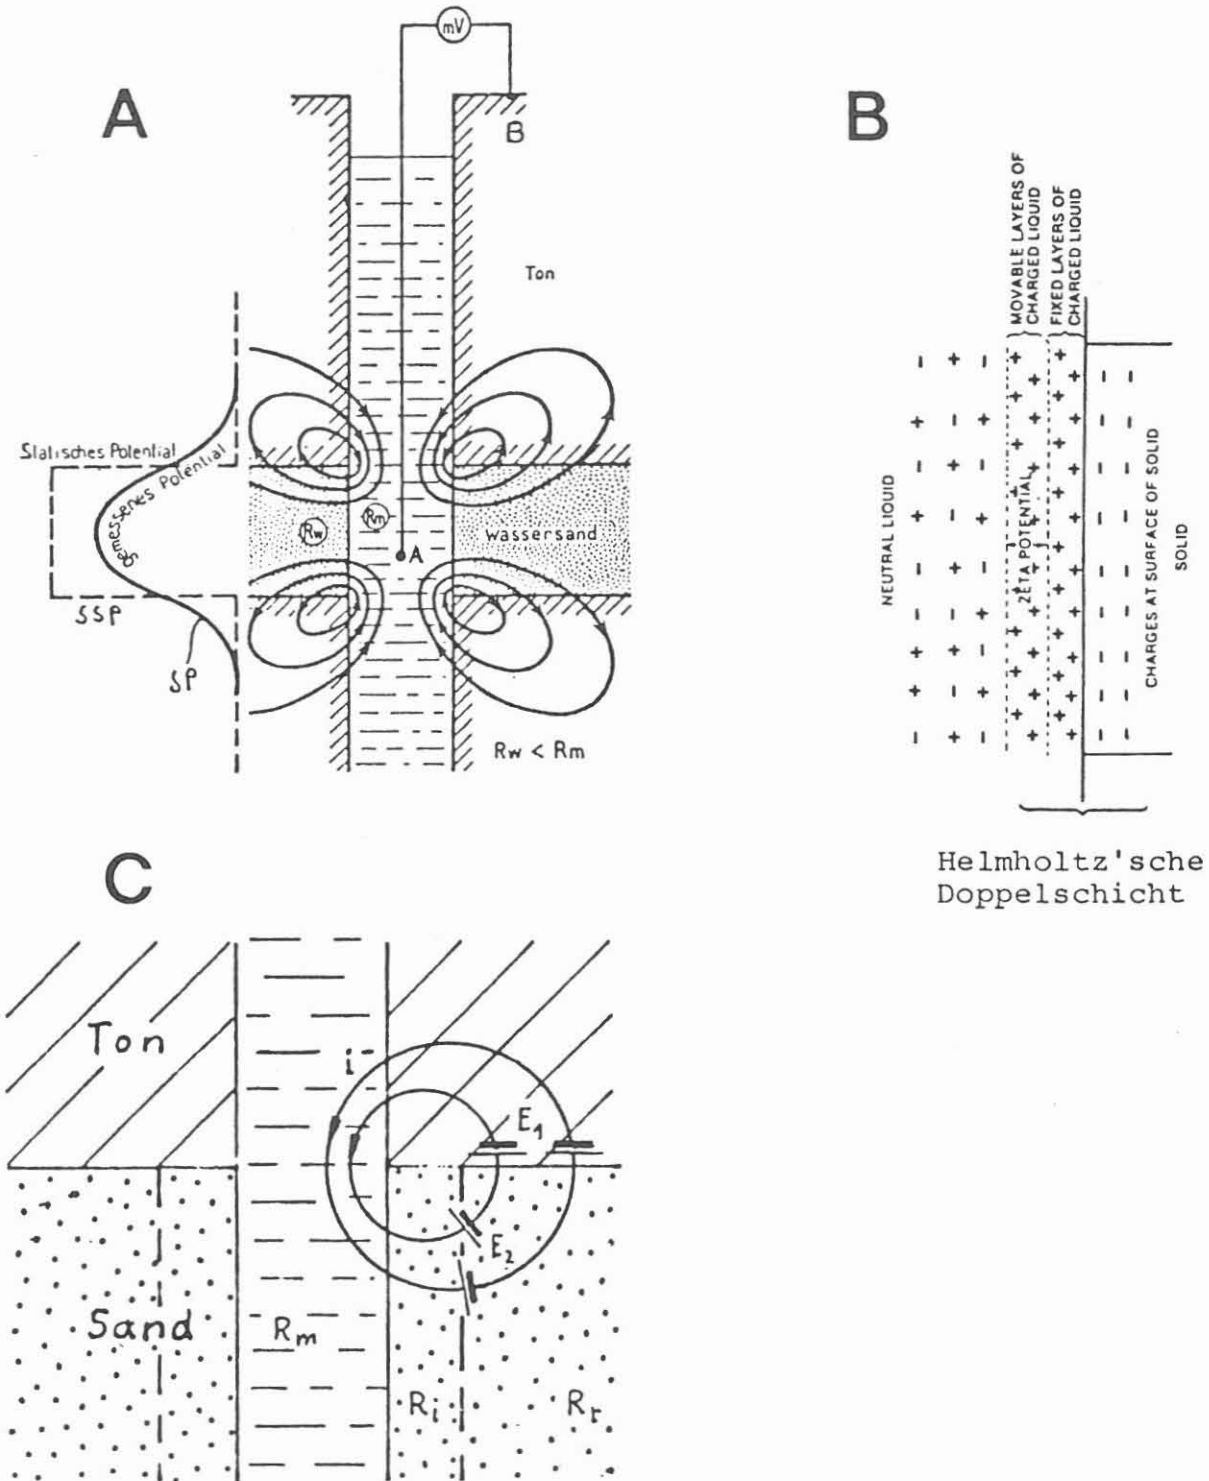 A
mV
B
Ton
Statisches Potential
gemessenes Potential
Rw
Rm
A
Wassersand
SSP
SP
Rw < Rm
B
MOVABLE LAYERS OF
CHARGED LIQUID
FIXED LAYERS OF
CHARGED LIQUID
NEUTRAL LIQUID
ZETA POTENTIAL
CHARGES AT SURFACE OF SOLID
SOLID
Helmholtz'sche
Doppelschicht
C
Ton
i
E1
E2
Sand
Rm
Ri
Rt